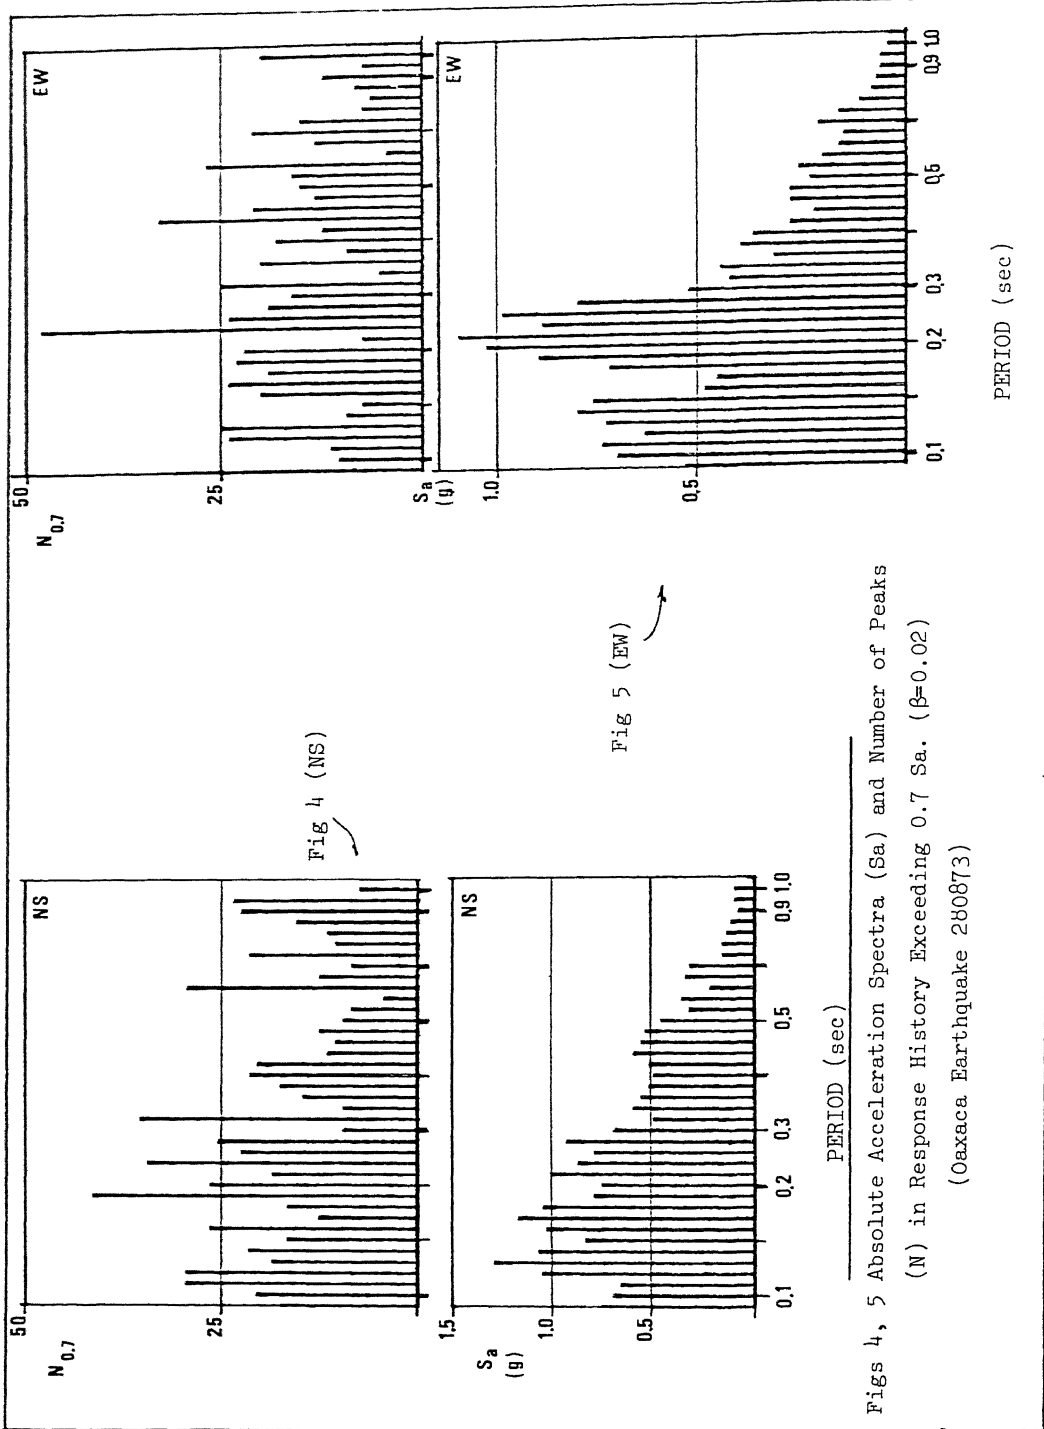 50
N 0.7
25
NS
Fig 4 (NS)
1.5
1.0
0.5
Sa
(g)
NS
0.1
0.2
0.3
0.5
0.9
1.0
PERIOD (sec)
50
N 0.7
25
EW
Sa
(g)
1.0
0.5
EW
Fig 5 (EW)
0.1
0.2
0.3
0.5
0.9
1.0
PERIOD (sec)
Figs 4, 5 Absolute Acceleration Spectra (Sa) and Number of Peaks
(N) in Response History Exceeding 0.7 Sa. (β=0.02)
(Oaxaca Earthquake 280873)